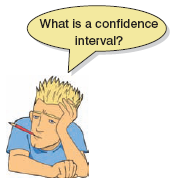 What is a confidence
interval?